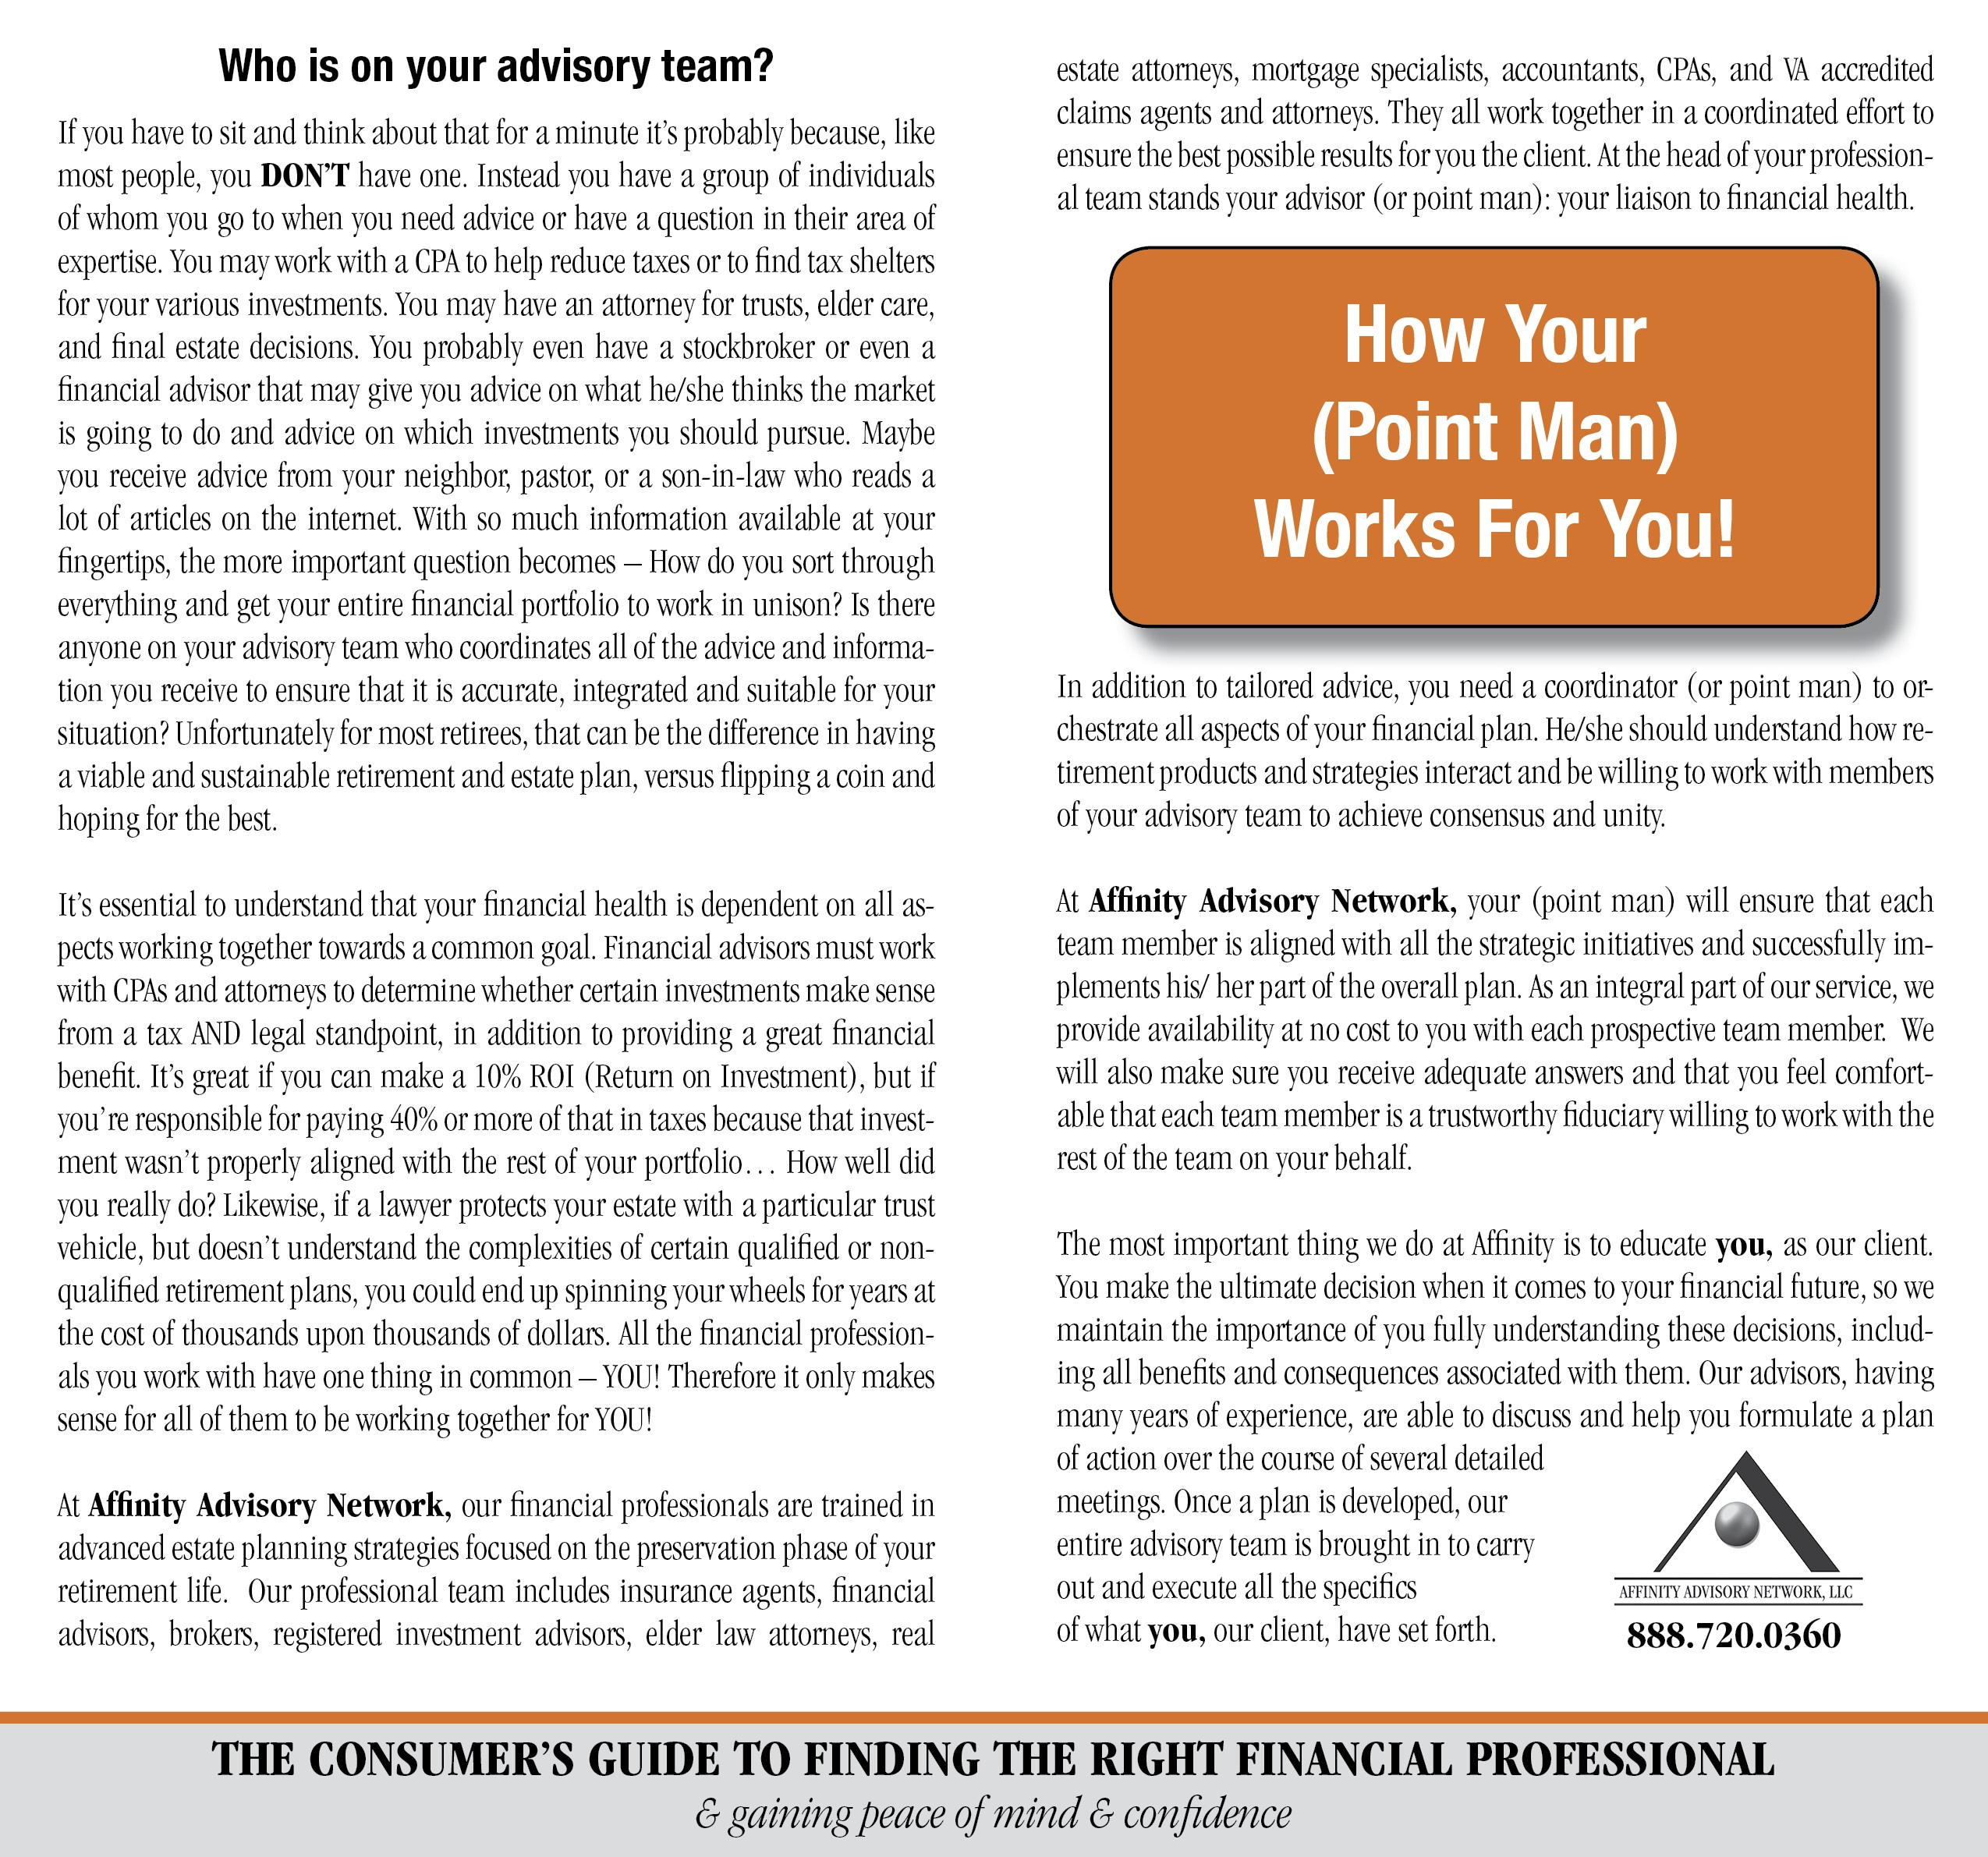 Who is on your advisory team?
If you have to sit and think about that for a minute it's probably because, like
most people, you DON'T have one. Instead you have a group of individuals
of whom you go to when you need advice or have a question in their area of
expertise. You may work with a CPA to help reduce taxes or to find tax shelters
for your various investments. You may have an attorney for trusts, elder care,
and final estate decisions. You probably even have a stockbroker or even a
financial advisor that may give you advice on what he/she thinks the market
is going to do and advice on which investments you should pursue. Maybe
you receive advice from your neighbor, pastor, or a son-in-law who reads a
lot of articles on the internet. With so much information available at your
fingertips, the more important question becomes – How do you sort through
everything and get your entire financial portfolio to work in unison? Is there
anyone on your advisory team who coordinates all of the advice and informa-
tion you receive to ensure that it is accurate, integrated and suitable for your
situation? Unfortunately for most retirees, that can be the difference in having
a viable and sustainable retirement and estate plan, versus flipping a coin and
hoping for the best.
It's essential to understand that your financial health is dependent on all as-
pects working together towards a common goal. Financial advisors must work
with CPAs and attorneys to determine whether certain investments make sense
from a tax AND legal standpoint, in addition to providing a great financial
benefit. It's great if you can make a 10% ROI (Return on Investment), but if
you're responsible for paying 40% or more of that in taxes because that invest-
ment wasn't properly aligned with the rest of your portfolio… How well did
you really do? Likewise, if a lawyer protects your estate with a particular trust
vehicle, but doesn't understand the complexities of certain qualified or non-
qualified retirement plans, you could end up spinning your wheels for years at
the cost of thousands upon thousands of dollars. All the financial profession-
als you work with have one thing in common – YOU! Therefore it only makes
sense for all of them to be working together for YOU!
At Affinity Advisory Network, our financial professionals are trained in
advanced estate planning strategies focused on the preservation phase of your
retirement life. Our professional team includes insurance agents, financial
advisors, brokers, registered investment advisors, elder law attorneys, real
estate attorneys, mortgage specialists, accountants, CPAs, and VA accredited
claims agents and attorneys. They all work together in a coordinated effort to
ensure the best possible results for you the client. At the head of your profession-
al team stands your advisor (or point man): your liaison to financial health.
How Your
(Point Man)
Works For You!
In addition to tailored advice, you need a coordinator (or point man) to or-
chestrate all aspects of your financial plan. He/she should understand how re-
tirement products and strategies interact and be willing to work with members
of your advisory team to achieve consensus and unity.
At Affinity Advisory Network, your (point man) will ensure that each
team member is aligned with all the strategic initiatives and successfully im-
plements his/ her part of the overall plan. As an integral part of our service, we
provide availability at no cost to you with each prospective team member. We
will also make sure you receive adequate answers and that you feel comfort-
able that each team member is a trustworthy fiduciary willing to work with the
rest of the team on your behalf.
The most important thing we do at Affinity is to educate you, as our client.
You make the ultimate decision when it comes to your financial future, so we
maintain the importance of you fully understanding these decisions, includ-
ing all benefits and consequences associated with them. Our advisors, having
many years of experience, are able to discuss and help you formulate a plan
of action over the course of several detailed
meetings. Once a plan is developed, our
entire advisory team is brought in to carry
out and execute all the specifics
of what you, our client, have set forth.
AFFINITY ADVISORY NETWORK, LLC
888.720.0360
THE CONSUMER'S GUIDE TO FINDING THE RIGHT FINANCIAL PROFESSIONAL
& gaining peace of mind & confidence